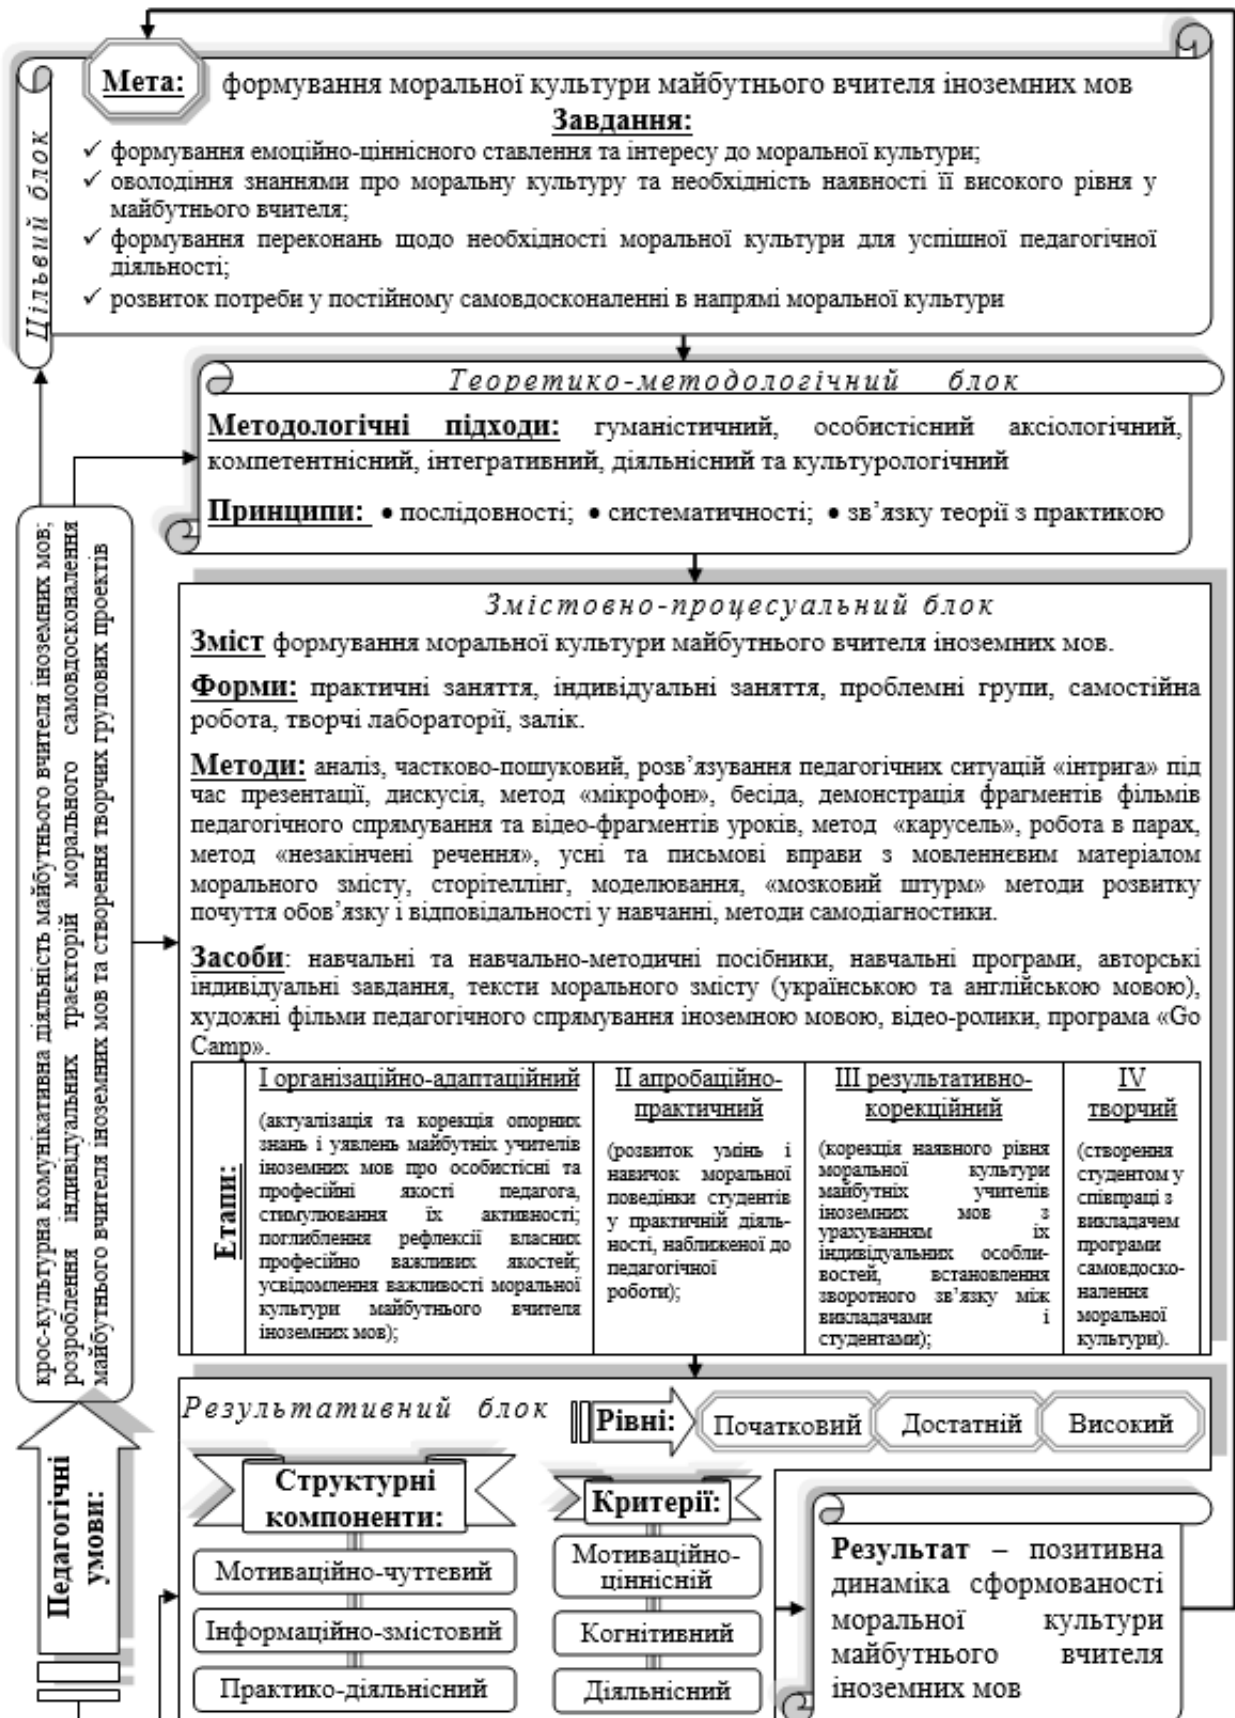 Мета: формування моральної культури майбутнього вчителя іноземних мов
Завдання:
✓ формування емоційно-ціннісного ставлення та інтересу до моральної культури;
✓ оволодіння знаннями про моральну культуру та необхідність наявності її високого рівня у
майбутнього вчителя;
✓ формування переконань щодо необхідності моральної культури для успішної педагогічної
діяльності;
✓ розвиток потреби у постійному самовдосконаленні в напрямі моральної культури
Цільвий блок
Теоретико-методологічний блок
Методологічні підходи: гуманістичний, особистісний аксіологічний,
компетентнісний, інтегративний, діяльнісний та культурологічний
Принципи: • послідовності; • систематичності; • зв’язку теорії з практикою
крос-культурна комунікативна діяльність майбутнього вчителя іноземних мов;
розроблення індивідуальних траєкторій морального самовдосконалення
майбутнього вчителя іноземних мов та створення творчих групових проектів
Педагогічні
умови:
Змістовно-процесуальний блок
Зміст формування моральної культури майбутнього вчителя іноземних мов.
Форми: практичні заняття, індивідуальні заняття, проблемні групи, самостійна
робота, творчі лабораторії, залік.
Методи: аналіз, частково-пошуковий, розв’язування педагогічних ситуацій «інтрига» під
час презентації, дискусія, метод «мікрофон», бесіда, демонстрація фрагментів фільмів
педагогічного спрямування та відео-фрагментів уроків, метод «карусель», робота в парах,
метод «незакінчені речення», усні та письмові вправи з мовленнєвим матеріалом
морального змісту, сторітеллінг, моделювання, «мозковий штурм» методи розвитку
почуття обов’язку і відповідальності у навчанні, методи самодіагностики.
Засоби: навчальні та навчально-методичні посібники, навчальні програми, авторські
індивідуальні завдання, тексти морального змісту (українською та англійською мовою),
художні фільми педагогічного спрямування іноземною мовою, відео-ролики, програма «Go
Camp».
Етапи:
І організаційно-адаптаційний
(актуалізація та корекція опорних
знань і уявлень майбутніх учителів
іноземних мов про особистісні та
професійні якості педагога,
стимулювання їх активності;
поглиблення рефлексії власних
професійно важливих якостей;
усвідомлення важливості моральної
культури майбутнього вчителя
іноземних мов);
ІІ апробаційно-
практичний
(розвиток умінь і
навичок моральної
поведінки студентів
у практичній діяль-
ності, наближеної до
педагогічної
роботи);
ІІІ результативно-
корекційний
(корекція наявного рівня
моральної культури
майбутніх учителів
іноземних мов з
урахуванням їх
індивідуальних особли-
востей, встановлення
зворотного зв’язку між
викладачами і
студентами);
IV
творчий
(створення
студентом у
співпраці з
викладачем
програми
самовдоско-
налення
моральної
культури).
Результативний блок
Рівні:
Початковий
Достатній
Високий
Структурні
компоненти:
Мотиваційно-чуттевий
Інформаційно-змістовий
Практико-діяльнісний
Критерії:
Мотиваційно-
ціннісній
Когнітивний
Діяльнісний
Результат – позитивна
динаміка сформованості
моральної культури
майбутнього вчителя
іноземних мов